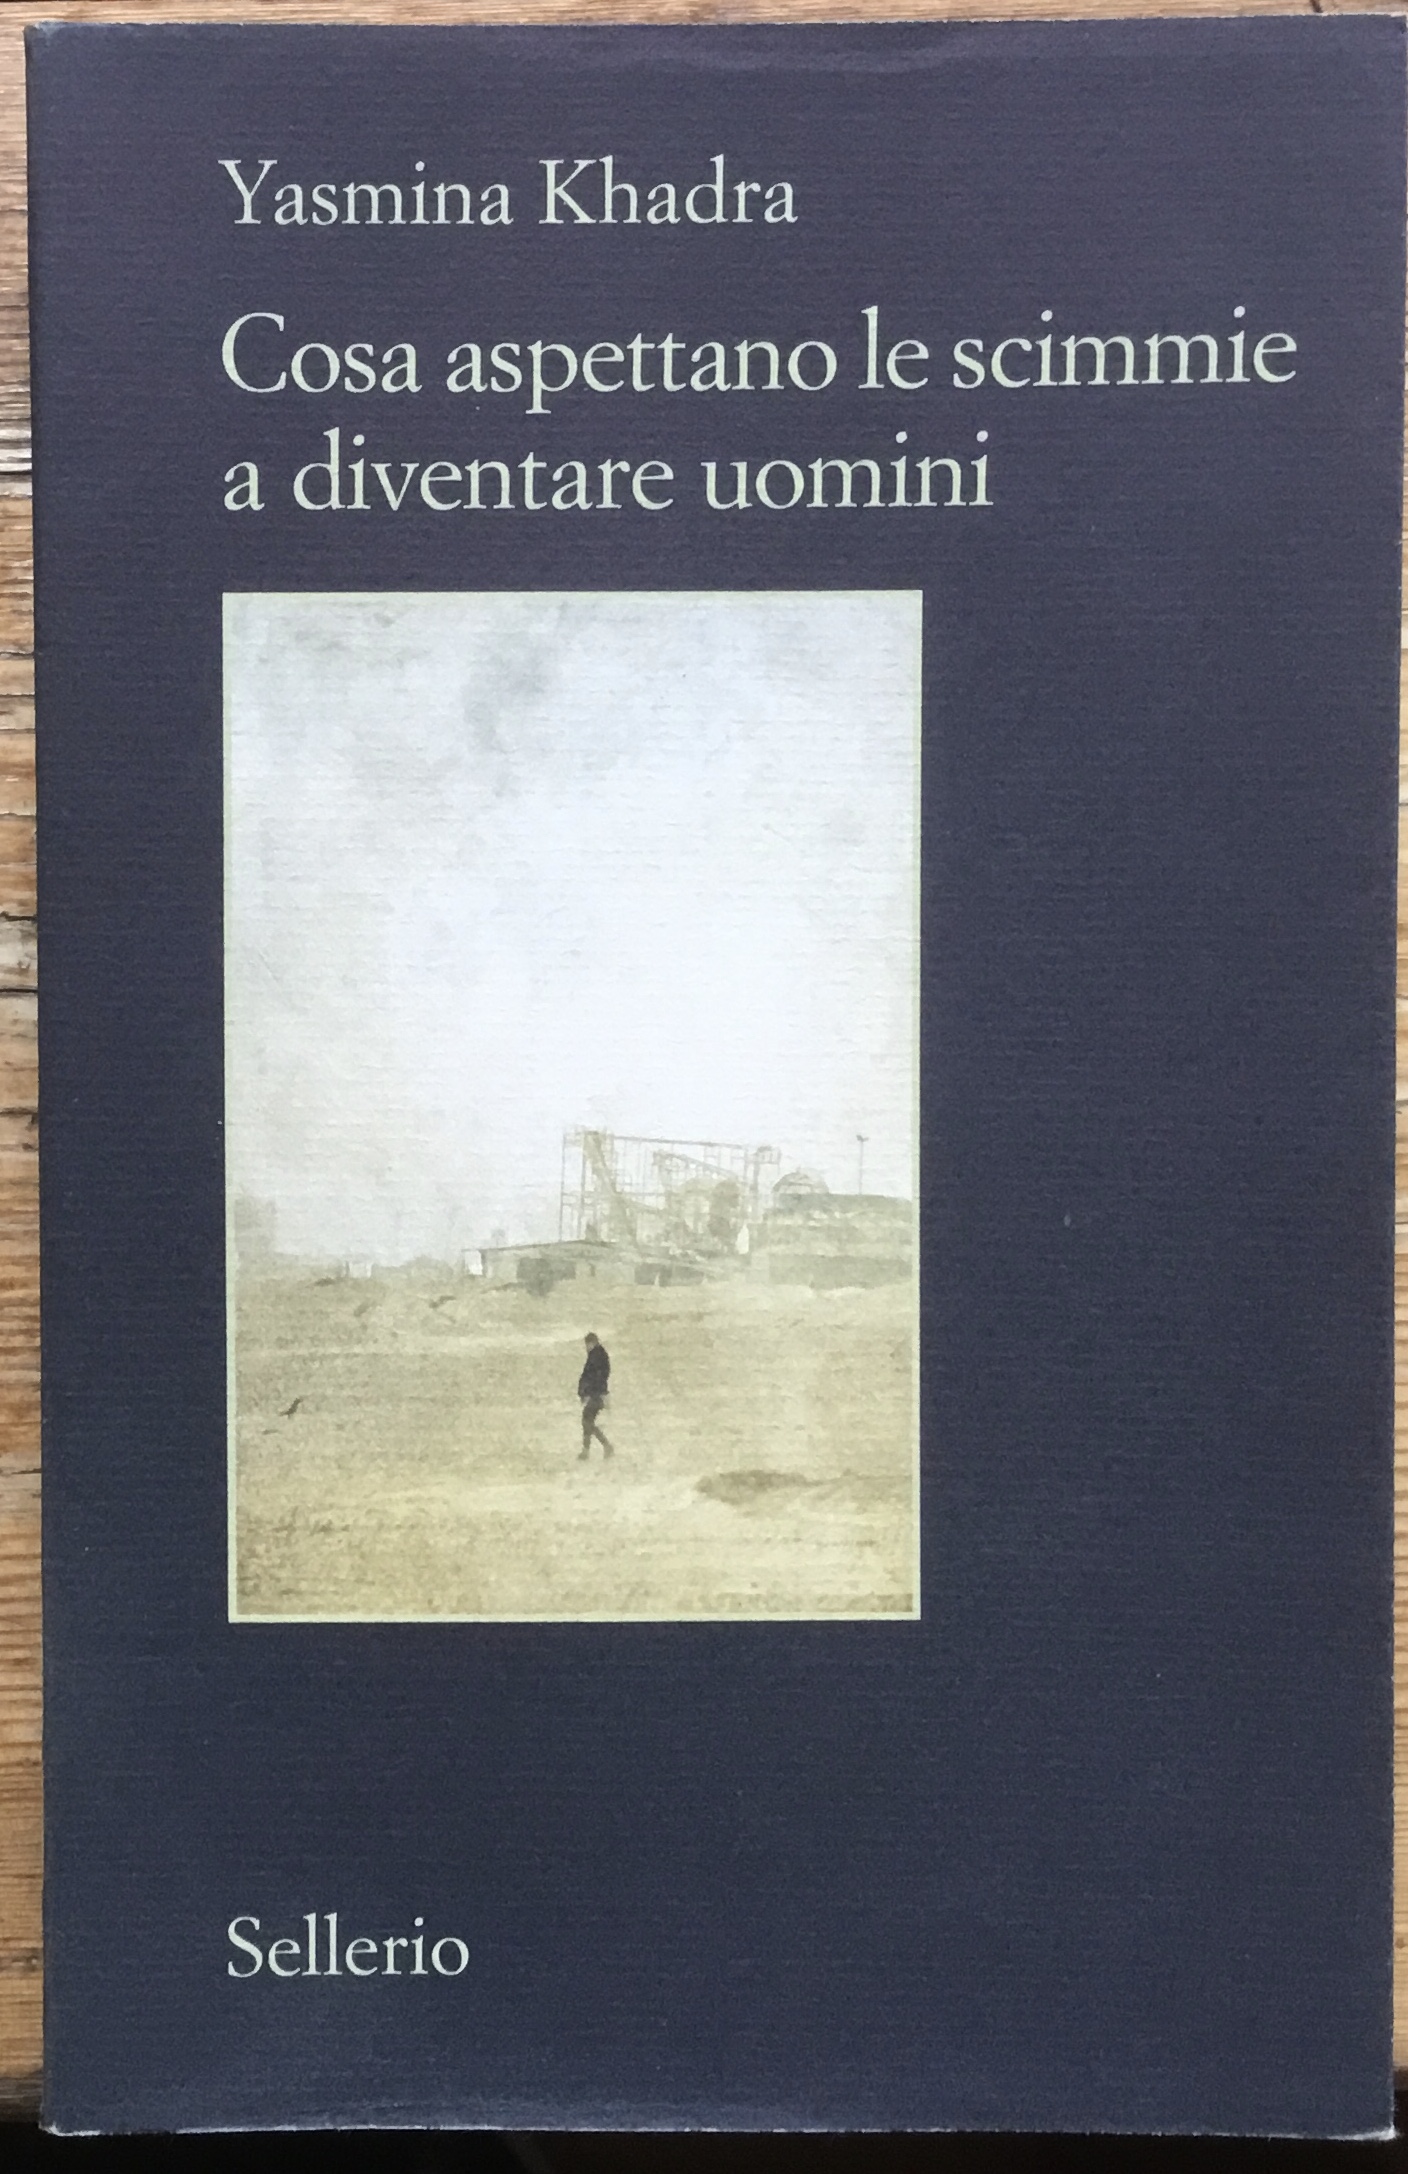 Yasmina Khadra
Cosa aspettano le scimmie
a diventare uomini
Sellerio